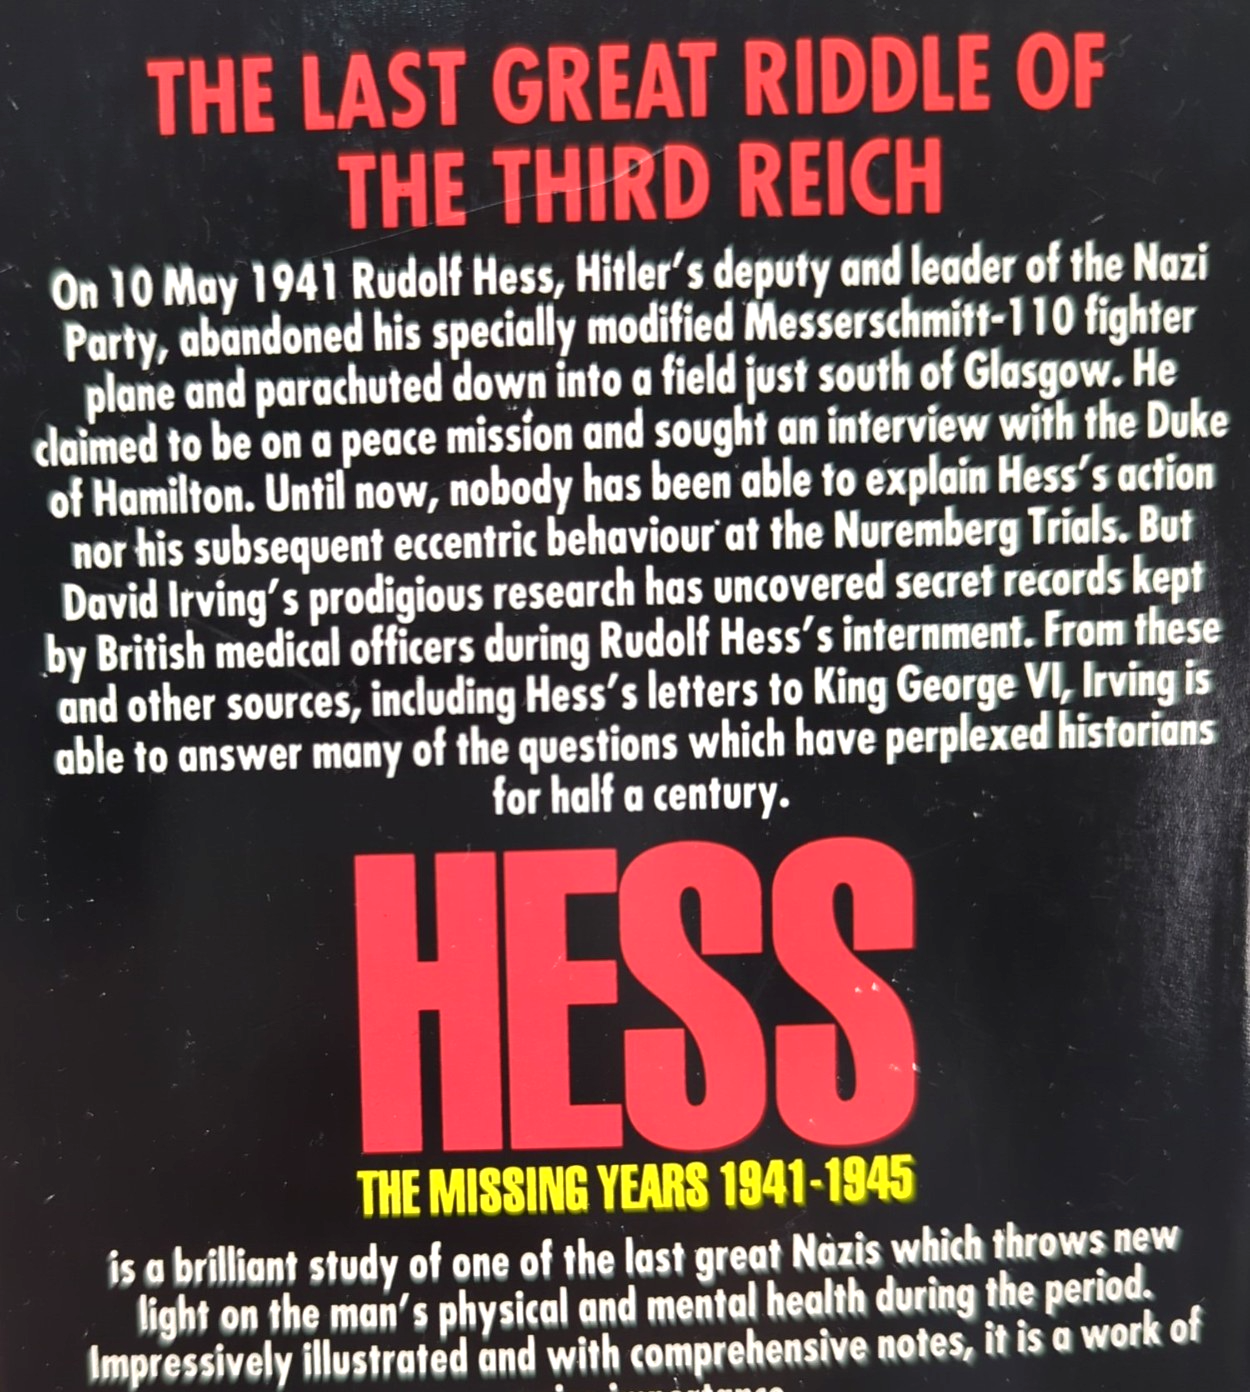 THE LAST GREAT RIDDLE OF
THE THIRD REICH
On 10 May 1941 Rudolf Hess, Hitler's deputy and leader of the Nazi
Party, abandoned his specially modified Messerschmitt-110 fighter
plane and parachuted down into a field just south of Glasgow. He
claimed to be on a peace mission and sought an interview with the Duke
of Hamilton. Until now, nobody has been able to explain Hess's action
nor his subsequent eccentric behaviour at the Nuremberg Trials. But
David Irving's prodigious research has uncovered secret records kept
by British medical officers during Rudolf Hess's internment. From these
and other sources, including Hess's letters to King George VI, Irving is
able to answer many of the questions which have perplexed historians
for half a century.
HESS
THE MISSING YEARS 1941-1945
is a brilliant study of one of the last great Nazis which throws new
light on the man's physical and mental health during the period.
Impressively illustrated and with comprehensive notes, it is a work of